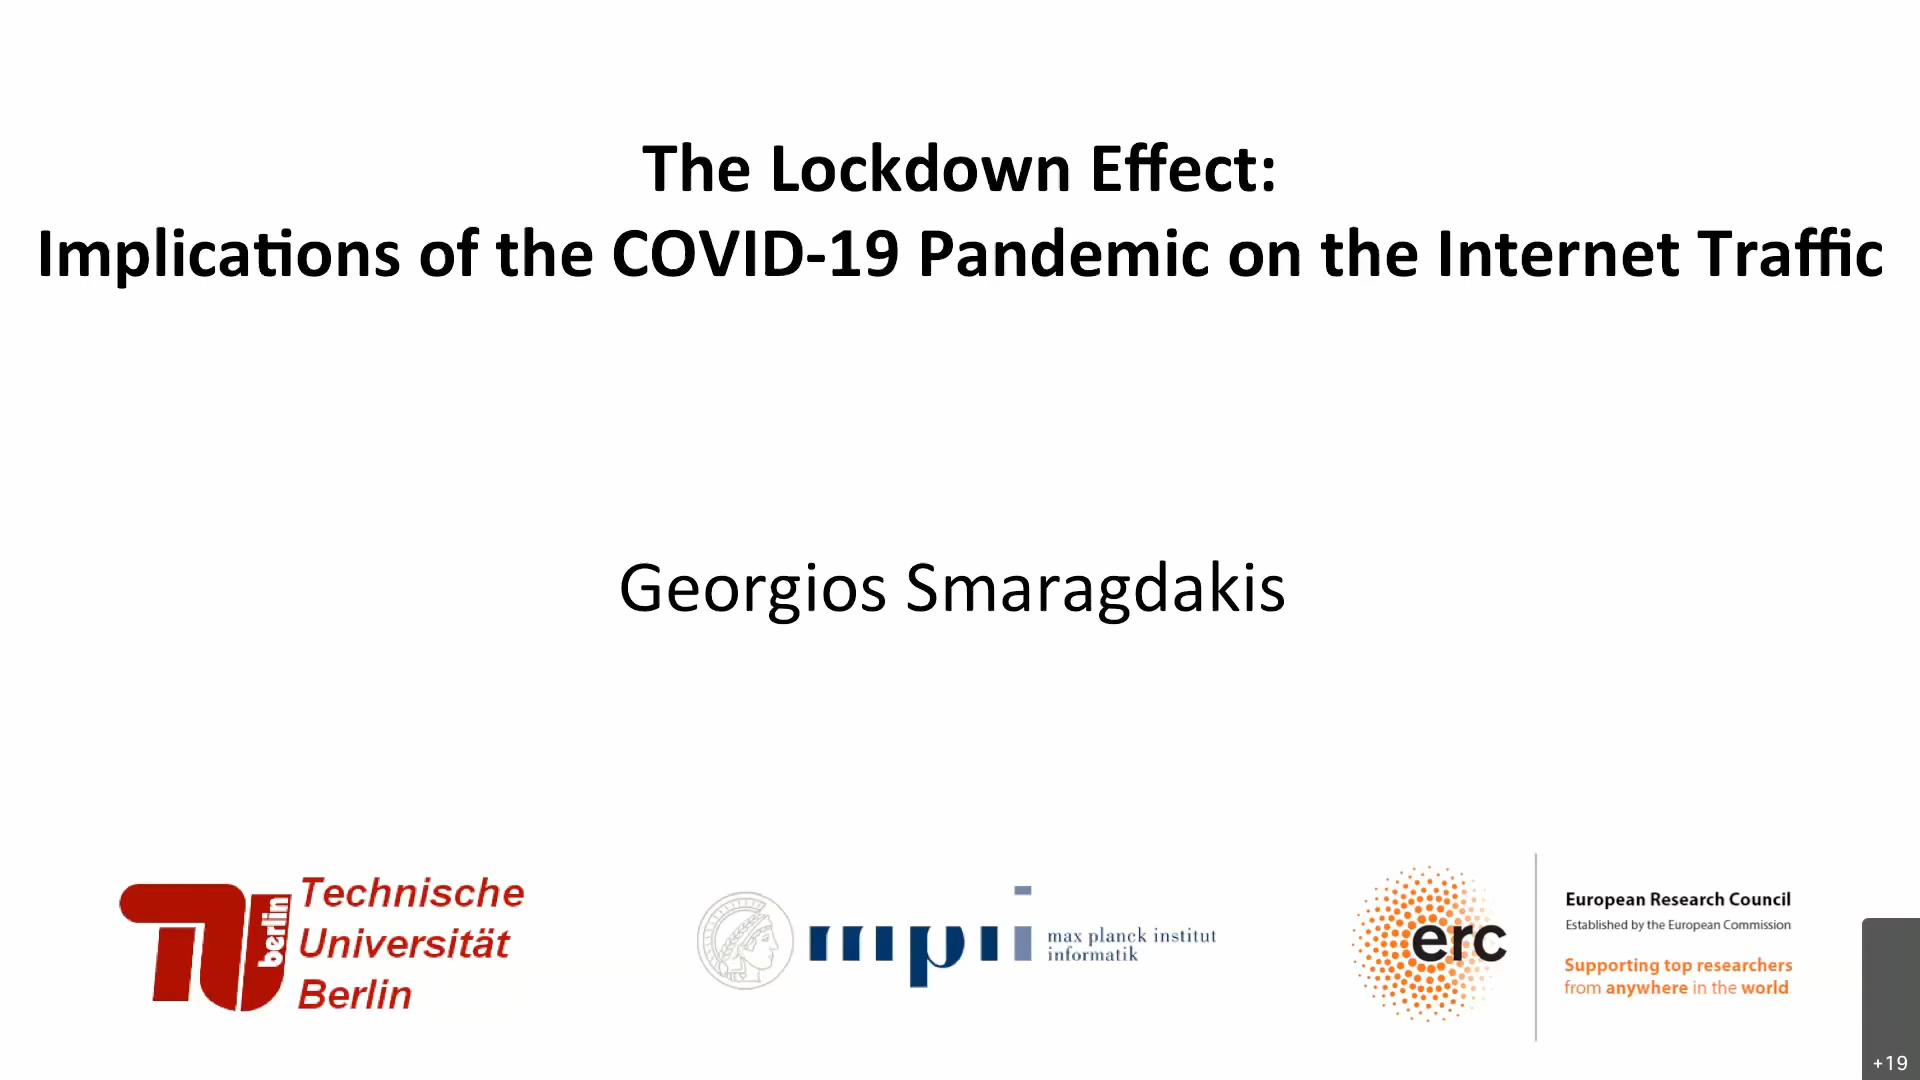 The Lockdown Effect:
Implications of the COVID-19 Pandemic on the Internet Traffic
Georgios Smaragdakis
berlin
Technische
Universität
Berlin
mpii
max planck institut
informatik
erc
European Research Council
Established by the European Commission
Supporting top researchers
from anywhere in the world
+19